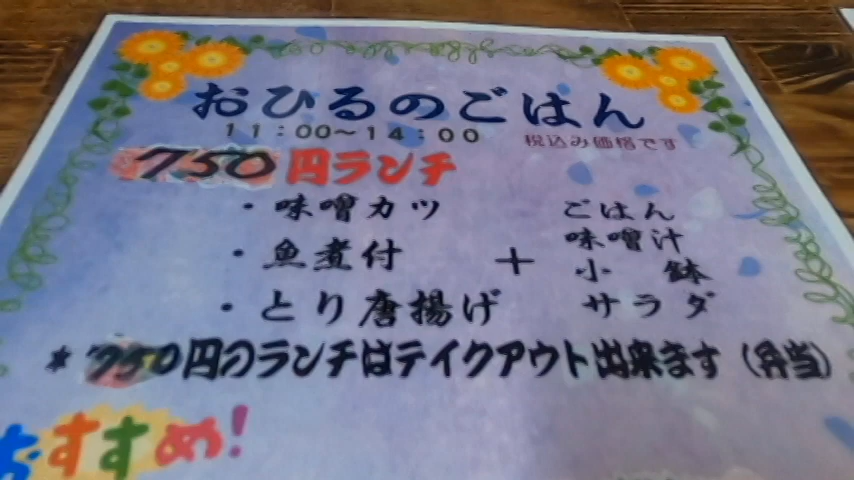 おひるのごはん
11：00～14：00　税込み価格です
750円ランチ
・味噌カツ
・魚煮付
・とり唐揚げ
＋
ごはん
味噌汁
小　鉢
サラダ
＊750円のランチはテイクアウト出来ます（弁当）
おすすめ！